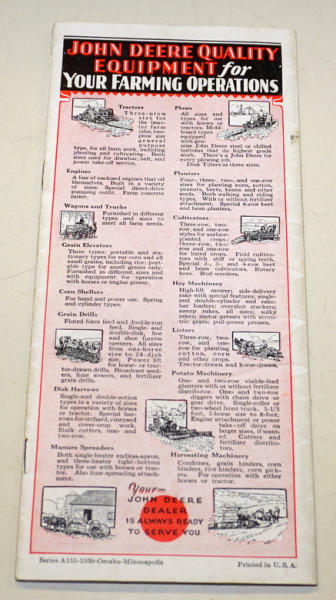 JOHN DEERE QUALITY
EQUIPMENT for
YOUR FARMING OPERATIONS
Tractors
Three-plow
size for
the heav-
ier farm
jobs; two-
plow size
general
purpose
type, for all farm work, including
planting and cultivating. Both
sizes used for drawbar, belt, and
power take-off service.
Engines
A line of enclosed engines that oil
themselves. Built in a variety
of sizes. Special direct-drive
pumping outfit. Farm concrete
mixer.
Wagons and Trucks
Furnished in different
types and sizes to
meet all farm needs.
Grain Elevators
Three types: portable and sta-
tionary types for ear corn and all
small grains, including rice; port-
able type for small grains only.
Furnished in different sizes and
with equipment for operation
with horses or engine power.
Corn Shellers
For hand and power use. Spring
and cylinder types.
Grain Drills
Fluted force feed and double-run
feed. Single and
double-disk, hoe
and shoe furrow
openers. All sizes
from one-horse
size to 28-disk
size. Power lift
for horse- or trac-
tor-drawn drills. Broadcast seed-
ers, lime sowers, and fertilizer
grain drills.
Disk Harrows
Single-and double-action
types in a variety of sizes
for operation with horses
or tractor. Special har-
rows for orchard, vineyard
and cover-crop work.
Stalk cutters, one- and
two-row.
Manure Spreaders
Both single beater endless-apron,
and three-beater tight-bottom
types for use with horses or trac-
tor. Also lime-spreading attach-
ment.
Plows
All sizes and
types for use
with horses or
tractors. Mold-
board types
equipped
with gen-
uine John Deere steel or chilled
bottoms that do highest grade
work. There's a John Deere for
every plowing job.
Disk Tillers in three sizes.
Planters
Four-, three-, two-, and one-row
sizes for planting corn, cotton,
peanuts, beets, beans and other
crops. Both walking and riding
types. With or without fertilizer
attachment. Special 4-row beet
and bean planters.
Cultivators
Three-row, two-
row, and one-row
styles for surface-
planted crops;
three-row, two-
row and one-row
for listed crops. Field cultiva-
tors with stiff or spring teeth.
Special 2-, 3-, and 4-row beet
and bean cultivators. Rotary
hoes. Rod weeders.
Hay Machinery
High-lift mower; side-delivery
rake with special features; single-
and double-cylinder and rake-
bar loaders; overshot stackers;
sweep rakes, all sizes; sulky
rakes; motor presses with eccen-
tric gears; pull-power presses.
Listers
Three-row, two-
row, and one-
row for planting
cotton, corn
and other crops.
Tractor-drawn and horse-drawn.
Potato Machinery
One- and two-row visible-feed
planters with or without fertilizer
distributor. One- and two-row
diggers with chain drive or
gear drive. Single-roller or
two-wheel front truck, 5-1/2
horse size for 8-foot.
Engine attachment or power
take-off drive on
larger sizes, if want-
ed. Cutters and
fertilizer distribu-
tors.
Harvesting Machinery
Combines, grain binders, corn
binders, rice binders, corn pick-
ers. For operation with either
horses or tractor.
Your
JOHN DEERE
DEALER
IS ALWAYS READY
TO SERVE YOU
Series A155-1930-Omaha-Minneapolis
Printed in U. S. A.